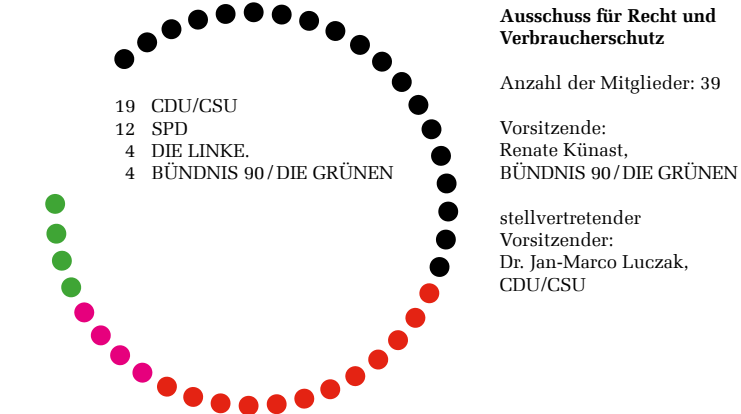 Ausschuss für Recht und
Verbraucherschutz
Anzahl der Mitglieder: 39
Vorsitzende:
Renate Künast,
BÜNDNIS 90/DIE GRÜNEN
stellvertretender
Vorsitzender:
Dr. Jan-Marco Luczak,
CDU/CSU
19 CDU/CSU
12 SPD
4 DIE LINKE.
4 BÜNDNIS 90/DIE GRÜNEN